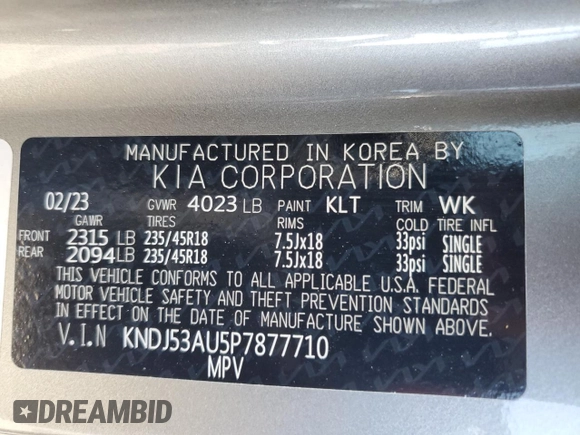 MANUFACTURED IN KOREA BY
KIA CORPORATION
02/23 GVWR 4023 LB PAINT KLT TRIM WK
GAWR TIRES RIMS COLD TIRE INFL
FRONT 2315 LB 235/45R18 7.5Jx18 33psi SINGLE
REAR 2094 LB 235/45R18 7.5Jx18 33psi SINGLE
THIS VEHICLE CONFORMS TO ALL APPLICABLE U.S.A. FEDERAL
MOTOR VEHICLE SAFETY AND THEFT PREVENTION STANDARDS
IN EFFECT ON THE DATE OF MANUFACTURE SHOWN ABOVE.
V.I.N KNDJ53AU5P7877710
MPV
DREAMBID